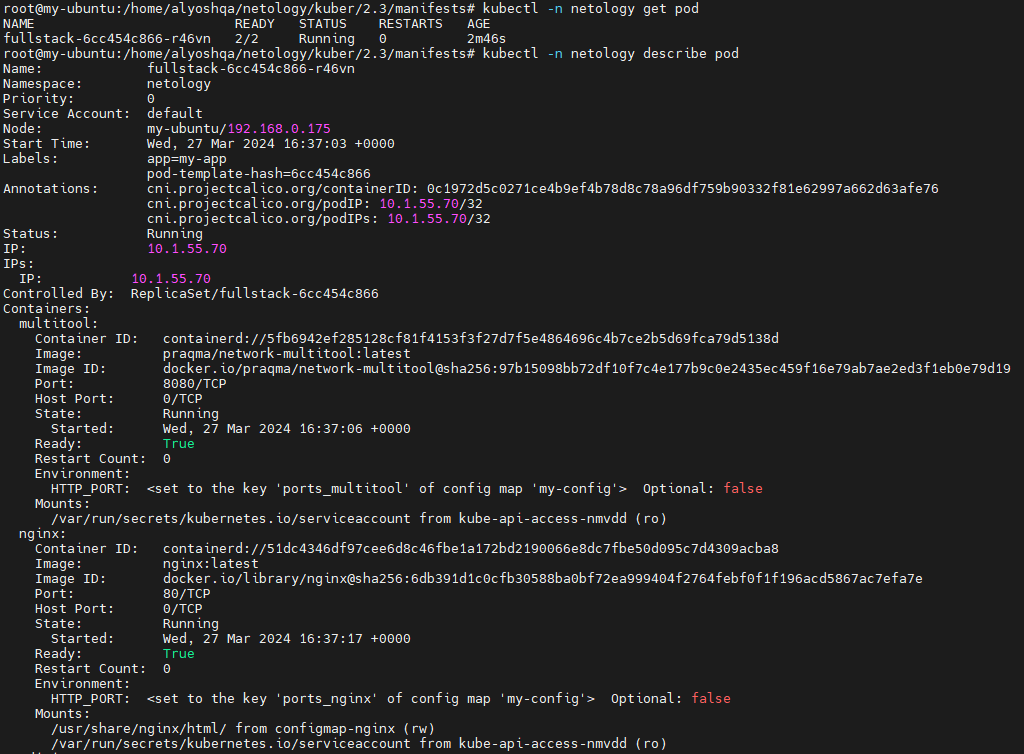 root@my-ubuntu:/home/alyoshqa/netology/kuber/2.3/manifests# kubectl -n netology get pod
NAME                         READY   STATUS    RESTARTS   AGE
fullstack-6cc454c866-r46vn   2/2     Running   0          2m46s
root@my-ubuntu:/home/alyoshqa/netology/kuber/2.3/manifests# kubectl -n netology describe pod
Name:             fullstack-6cc454c866-r46vn
Namespace:        netology
Priority:         0
Service Account:  default
Node:             my-ubuntu/192.168.0.175
Start Time:       Wed, 27 Mar 2024 16:37:03 +0000
Labels:           app=my-app
                  pod-template-hash=6cc454c866
Annotations:      cni.projectcalico.org/containerID: 0c1972d5c0271ce4b9ef4b78d8c78a96df759b90332f81e62997a662d63afe76
                  cni.projectcalico.org/podIP: 10.1.55.70/32
                  cni.projectcalico.org/podIPs: 10.1.55.70/32
Status:           Running
IP:               10.1.55.70
IPs:
  IP:           10.1.55.70
Controlled By:  ReplicaSet/fullstack-6cc454c866
Containers:
  multitool:
    Container ID:   containerd://5fb6942ef285128cf81f4153f3f27d7f5e4864696c4b7ce2b5d69fca79d5138d
    Image:          praqma/network-multitool:latest
    Image ID:       docker.io/praqma/network-multitool@sha256:97b15098bb72df10f7c4e177b9c0e2435ec459f16e79ab7ae2ed3f1eb0e79d19
    Port:           8080/TCP
    Host Port:      0/TCP
    State:          Running
      Started:      Wed, 27 Mar 2024 16:37:06 +0000
    Ready:          True
    Restart Count:  0
    Environment:
      HTTP_PORT:  <set to the key 'ports_multitool' of config map 'my-config'>  Optional: false
    Mounts:
      /var/run/secrets/kubernetes.io/serviceaccount from kube-api-access-nmvdd (ro)
  nginx:
    Container ID:   containerd://51dc4346df97cee6d8c46fbe1a172bd2190066e8dc7fbe50d095c7d4309acba8
    Image:          nginx:latest
    Image ID:       docker.io/library/nginx@sha256:6db391d1c0cfb30588ba0bf72ea999404f2764febf0f1f196acd5867ac7efa7e
    Port:           80/TCP
    Host Port:      0/TCP
    State:          Running
      Started:      Wed, 27 Mar 2024 16:37:17 +0000
    Ready:          True
    Restart Count:  0
    Environment:
      HTTP_PORT:  <set to the key 'ports_nginx' of config map 'my-config'>  Optional: false
    Mounts:
      /usr/share/nginx/html/ from configmap-nginx (rw)
      /var/run/secrets/kubernetes.io/serviceaccount from kube-api-access-nmvdd (ro)